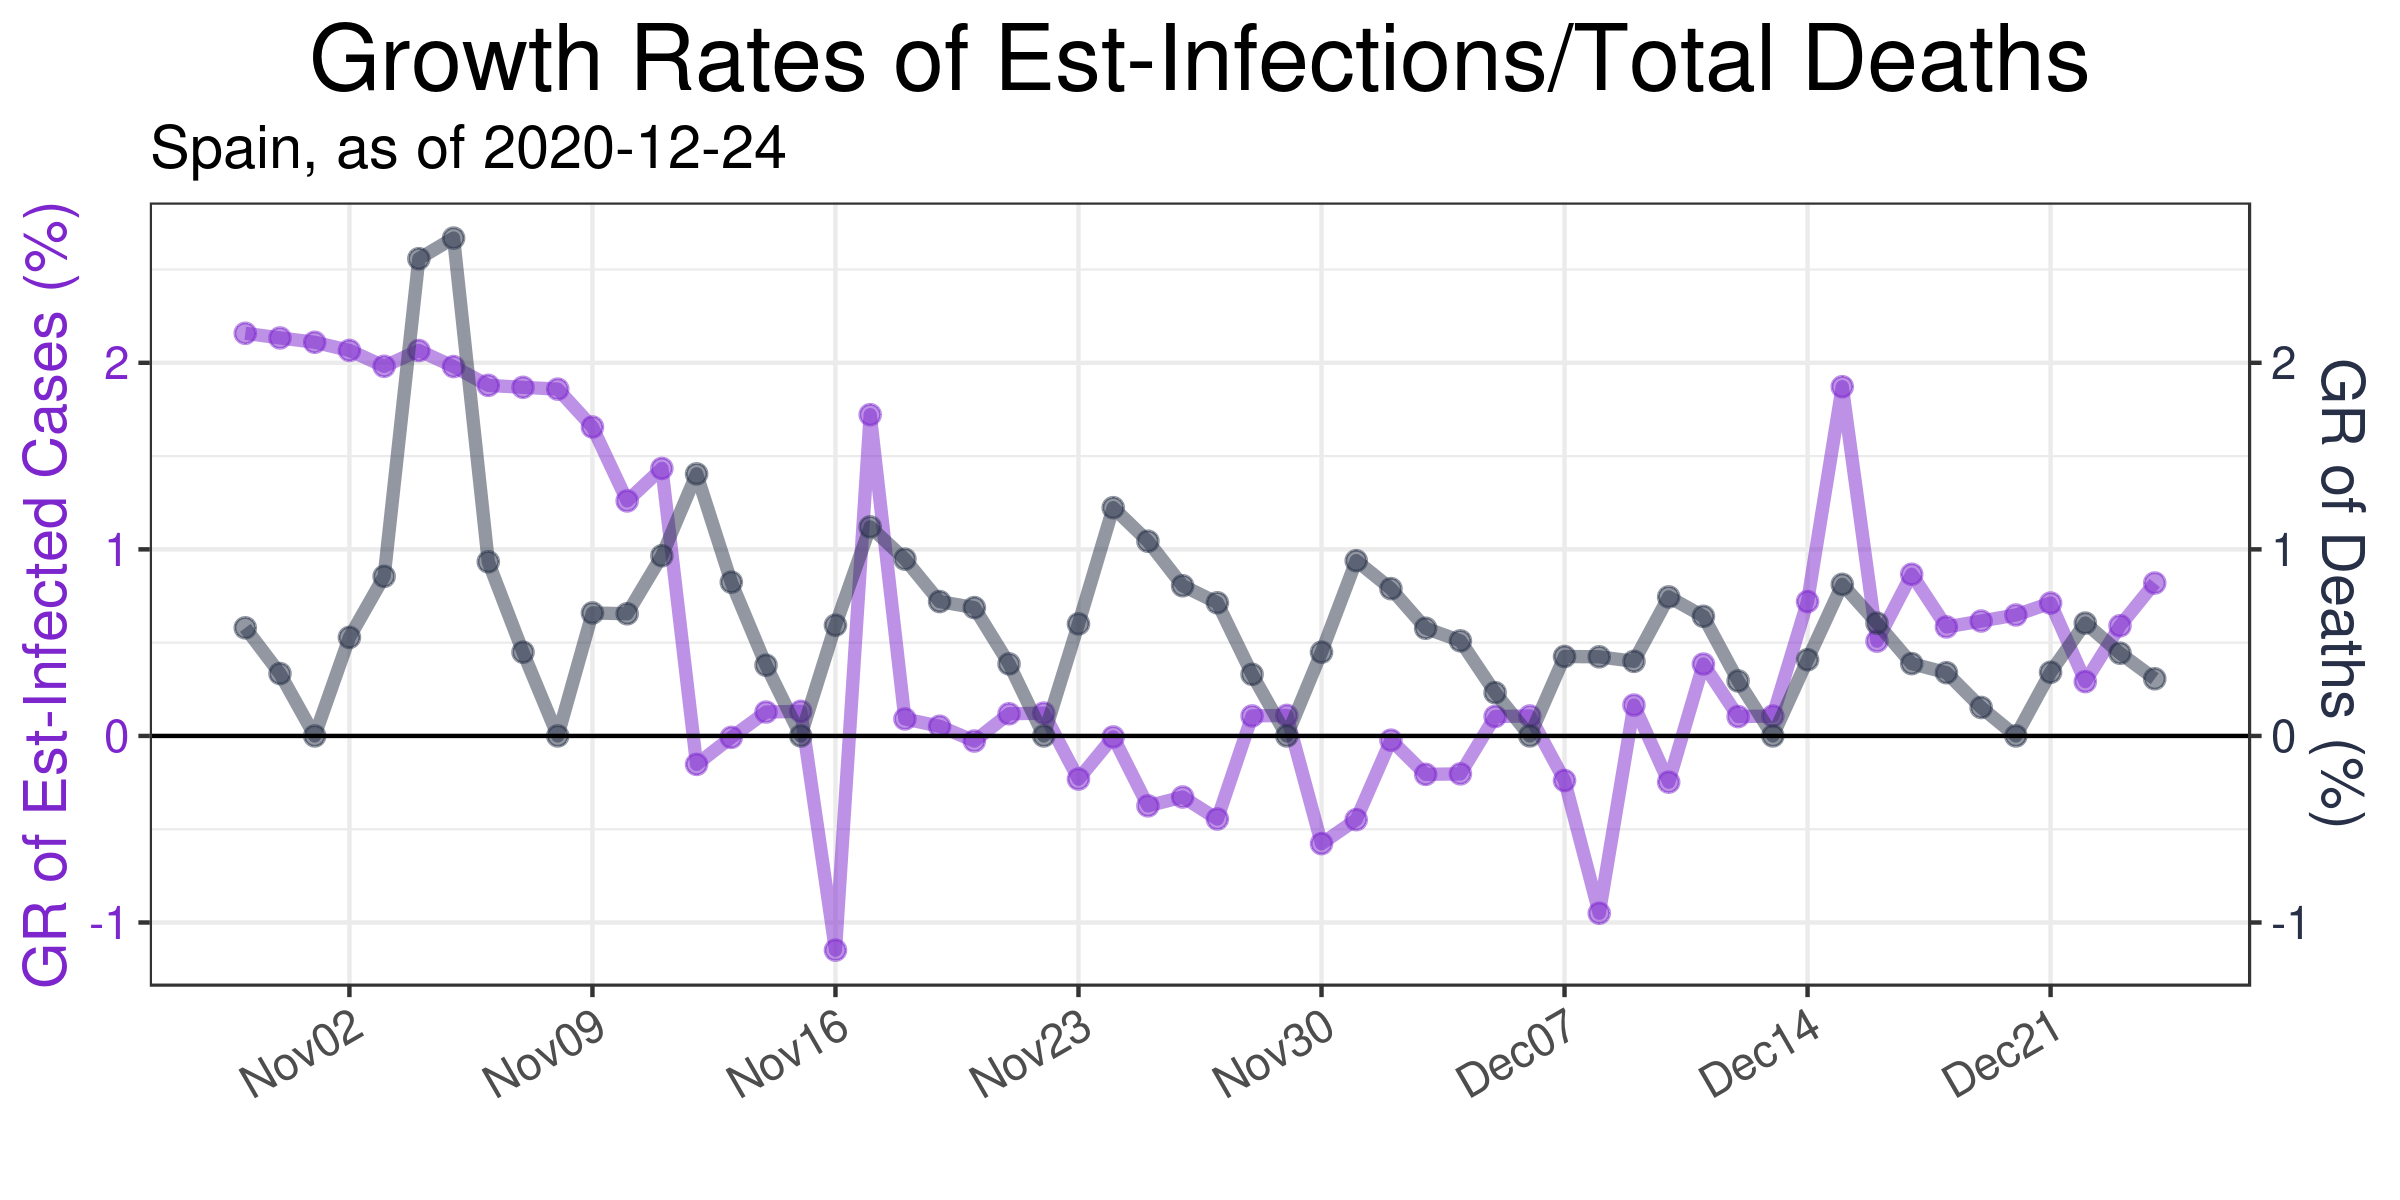 Growth Rates of Est-Infections/Total Deaths
Spain, as of 2020-12-24
GR of Est-Infected Cases (%)
2
1
0
-1
2
1
0
-1
GR of Deaths (%)
Nov02
Nov09
Nov16
Nov23
Nov30
Dec07
Dec14
Dec21